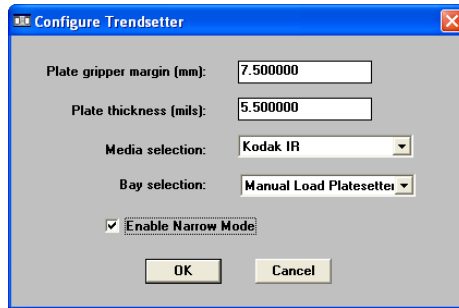 Configure Trendsetter
Plate gripper margin (mm): 7.500000
Plate thickness (mils): 5.500000
Media selection: Kodak IR
Bay selection: Manual Load Platesetter
Enable Narrow Mode
OK Cancel